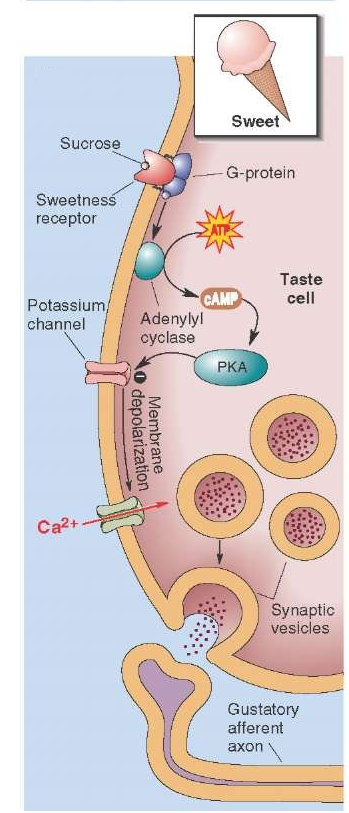 Sweet
Sucrose
G-protein
Sweetness
receptor
ATP
Taste
cell
cAMP
Potassium
channel
Adenylyl
cyclase
PKA
Membrane
depolarization
Ca2+
Synaptic
vesicles
Gustatory
afferent
axon